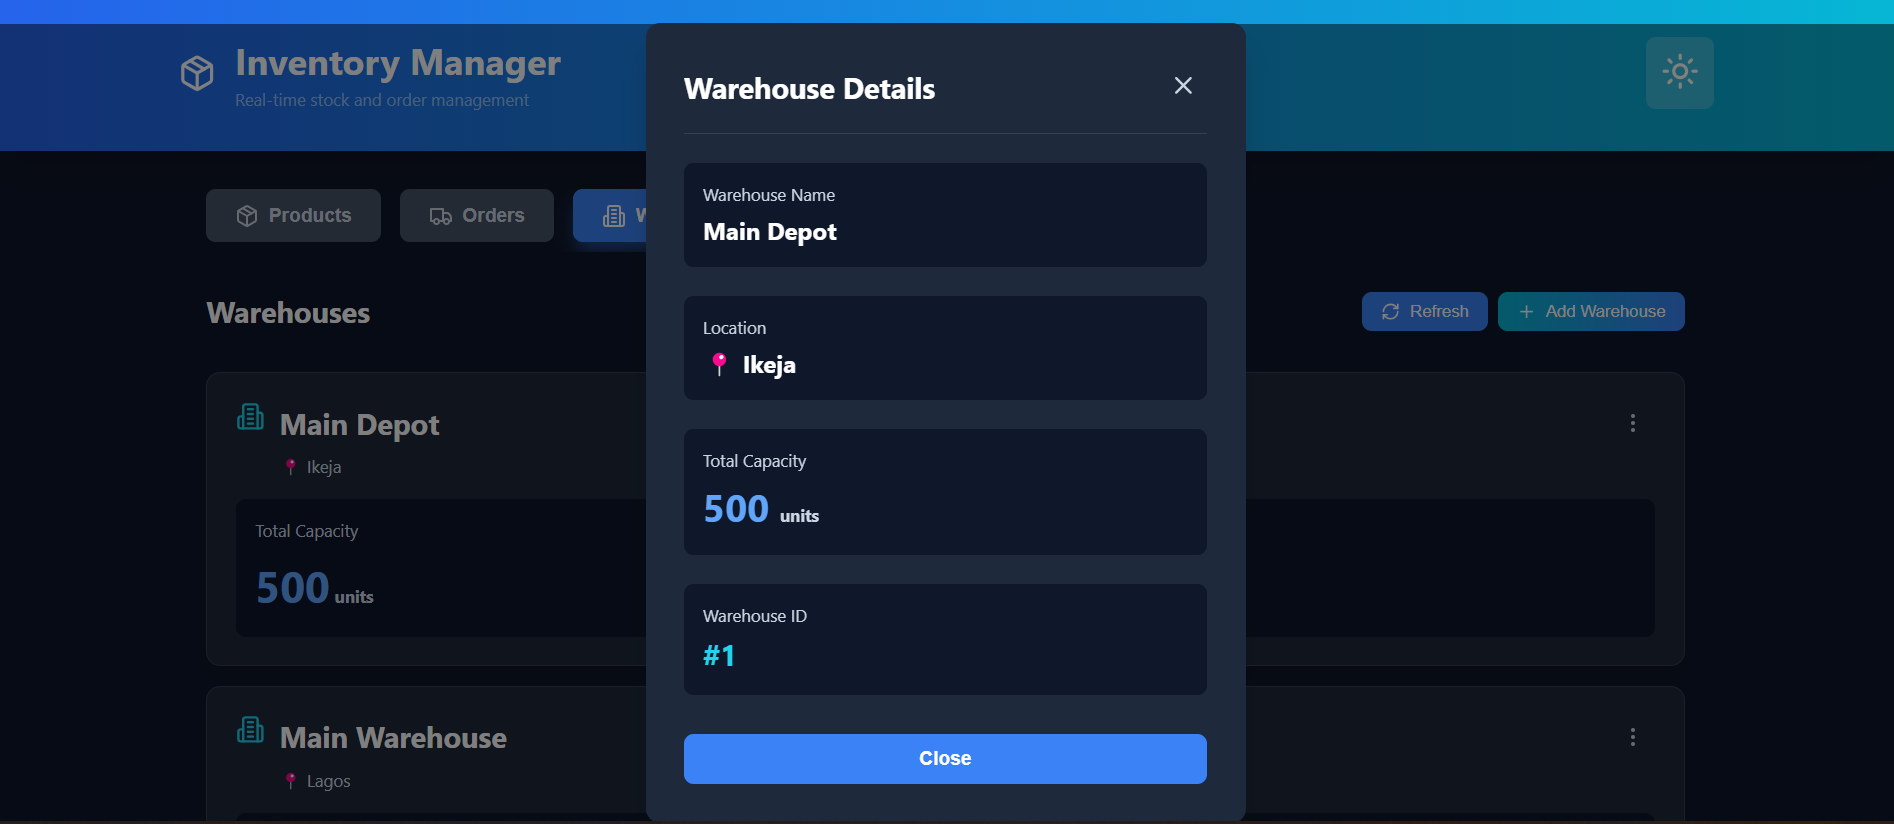 Inventory Manager
Real-time stock and order management
Products
Orders
W
Warehouses
Refresh
Add Warehouse
Main Depot
Ikeja
Total Capacity
500 units
Main Warehouse
Lagos
Warehouse Details
Warehouse Name
Main Depot
Location
Ikeja
Total Capacity
500 units
Warehouse ID
#1
Close